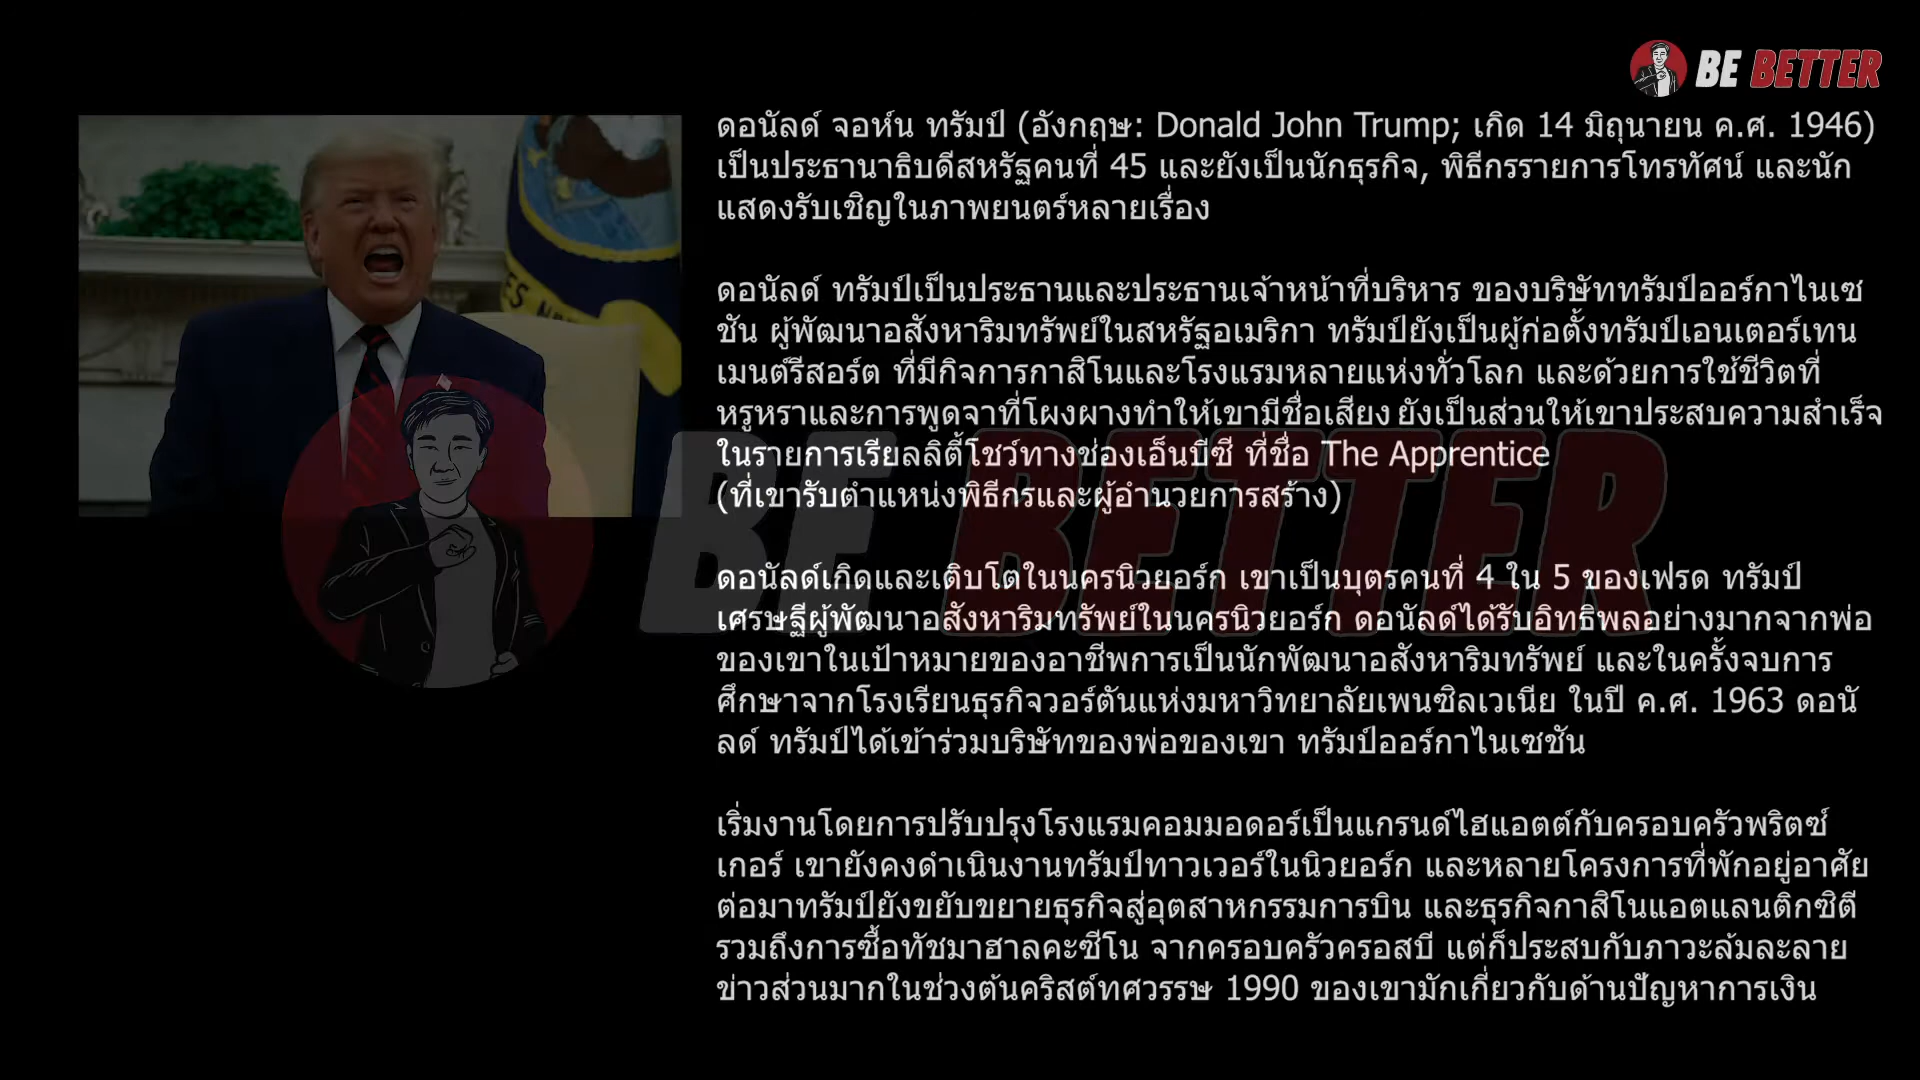 BE BETTER
ดอนัลด์ จอห์น ทรัมป์ (อังกฤษ: Donald John Trump; เกิด 14 มิถุนายน ค.ศ. 1946)
เป็นประธานาธิบดีสหรัฐคนที่ 45 และยังเป็นนักธุรกิจ, พิธีกรรายการโทรทัศน์ และนัก
แสดงรับเชิญในภาพยนตร์หลายเรื่อง
ดอนัลด์ ทรัมป์เป็นประธานและประธานเจ้าหน้าที่บริหาร ของบริษัททรัมป์ออร์กาไนเซ
ชัน ผู้พัฒนาอสังหาริมทรัพย์ในสหรัฐอเมริกา ทรัมป์ยังเป็นผู้ก่อตั้งทรัมป์เอนเตอร์เทน
เมนต์รีสอร์ต ที่มีกิจการกาสิโนและโรงแรมหลายแห่งทั่วโลก และด้วยการใช้ชีวิตที่
หรูหราและการพูดจาที่โผงผางทำให้เขามีชื่อเสียง ยังเป็นส่วนให้เขาประสบความสำเร็จ
ในรายการเรียลลิตี้โชว์ทางช่องเอ็นบีซี ที่ชื่อ The Apprentice
(ที่เขารับตำแหน่งพิธีกรและผู้อำนวยการสร้าง)
BE BETTER
ดอนัลด์เกิดและเติบโตในนครนิวยอร์ก เขาเป็นบุตรคนที่ 4 ใน 5 ของเฟรด ทรัมป์
เศรษฐีผู้พัฒนาอสังหาริมทรัพย์ในนครนิวยอร์ก ดอนัลด์ได้รับอิทธิพลอย่างมากจากพ่อ
ของเขาในเป้าหมายของอาชีพการเป็นนักพัฒนาอสังหาริมทรัพย์ และในครั้งจบการ
ศึกษาจากโรงเรียนธุรกิจวอร์ตันแห่งมหาวิทยาลัยเพนซิลเวเนีย ในปี ค.ศ. 1963 ดอนั
ลด์ ทรัมป์ได้เข้าร่วมบริษัทของพ่อของเขา ทรัมป์ออร์กาไนเซชัน
เริ่มงานโดยการปรับปรุงโรงแรมคอมมอดอร์เป็นแกรนด์ไฮแอตต์กับครอบครัวพริตซ์
เกอร์ เขายังคงดำเนินงานทรัมป์ทาวเวอร์ในนิวยอร์ก และหลายโครงการที่พักอยู่อาศัย
ต่อมาทรัมป์ยังขยับขยายธุรกิจสู่อุตสาหกรรมการบิน และธุรกิจกาสิโนแอตแลนติกซิตี
รวมถึงการซื้อทัชมาฮาลคะซีโน จากครอบครัวครอสบี แต่ก็ประสบกับภาวะล้มละลาย
ข่าวส่วนมากในช่วงต้นคริสต์ทศวรรษ 1990 ของเขามักเกี่ยวกับด้านปัญหาการเงิน